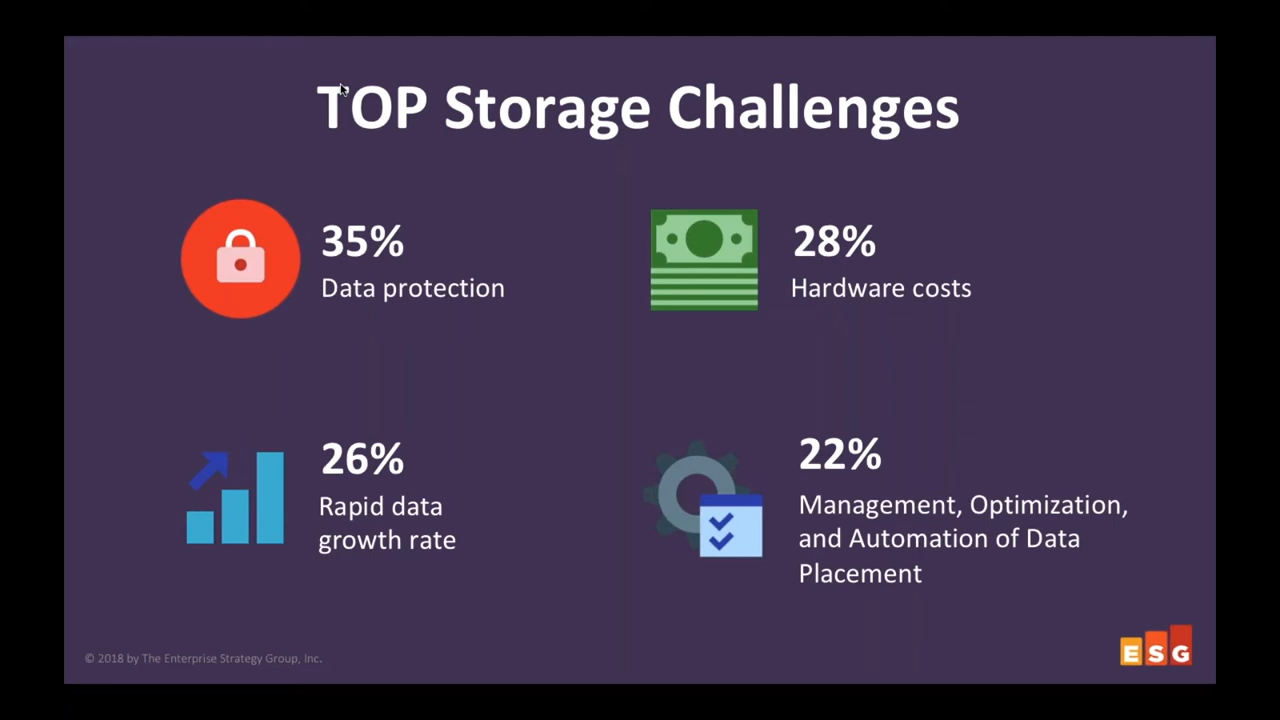 TOP Storage Challenges
35%
Data protection
28%
Hardware costs
26%
Rapid data
growth rate
22%
Management, Optimization,
and Automation of Data
Placement
© 2018 by The Enterprise Strategy Group, Inc.
ESG